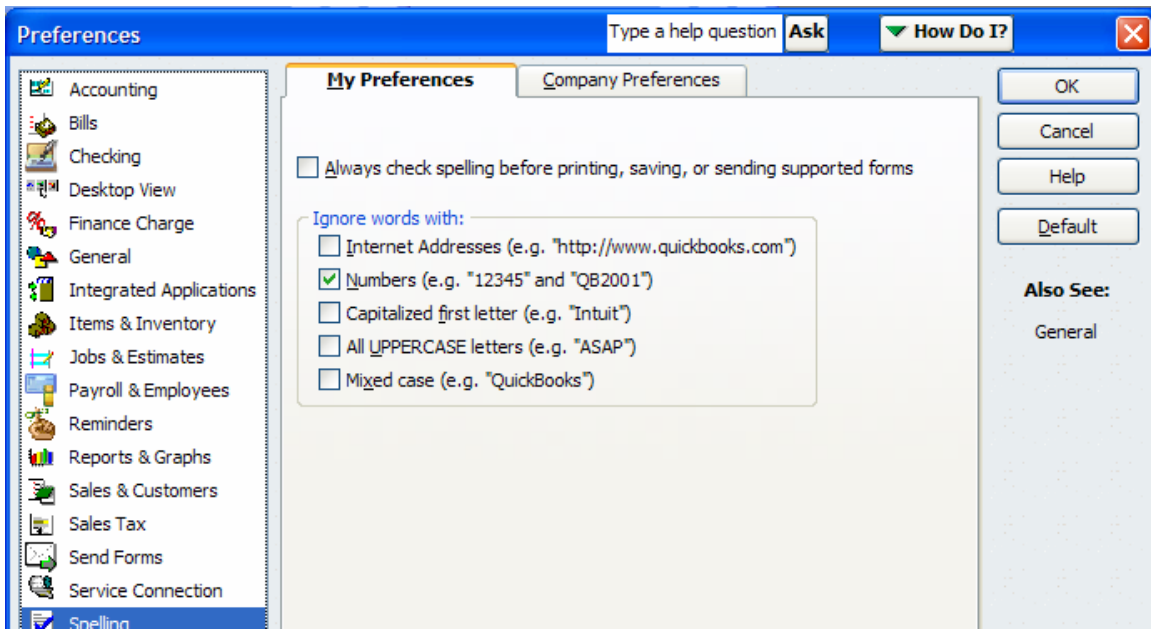 Preferences
Type a help question
Ask
How Do I?
Accounting
Bills
Checking
Desktop View
Finance Charge
General
Integrated Applications
Items & Inventory
Jobs & Estimates
Payroll & Employees
Reminders
Reports & Graphs
Sales & Customers
Sales Tax
Send Forms
Service Connection
Spelling
My Preferences
Company Preferences
Always check spelling before printing, saving, or sending supported forms
Ignore words with:
Internet Addresses (e.g. "http://www.quickbooks.com")
Numbers (e.g. "12345" and "QB2001")
Capitalized first letter (e.g. "Intuit")
All UPPERCASE letters (e.g. "ASAP")
Mixed case (e.g. "QuickBooks")
OK
Cancel
Help
Default
Also See:
General